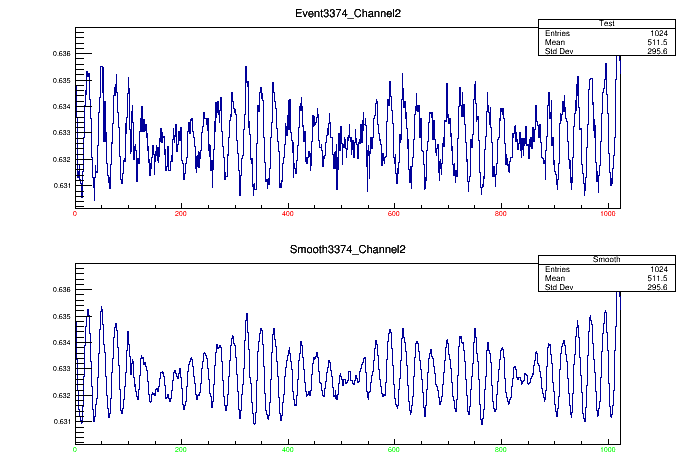 Event3374_Channel2
Test
Entries 1024
Mean 511.5
Std Dev 295.6
0.636
0.635
0.634
0.633
0.632
0.631
0 200 400 600 800 1000
Smooth3374_Channel2
Smooth
Entries 1024
Mean 511.5
Std Dev 295.6
0.636
0.635
0.634
0.633
0.632
0.631
0 200 400 600 800 1000